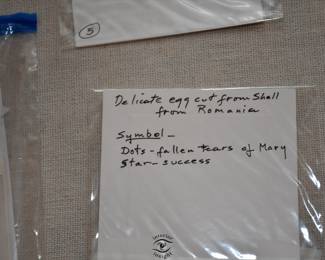 5
Delicate egg cut from Shell
from Romania
Symbol -
Dots - fallen tears of Mary
Star - success